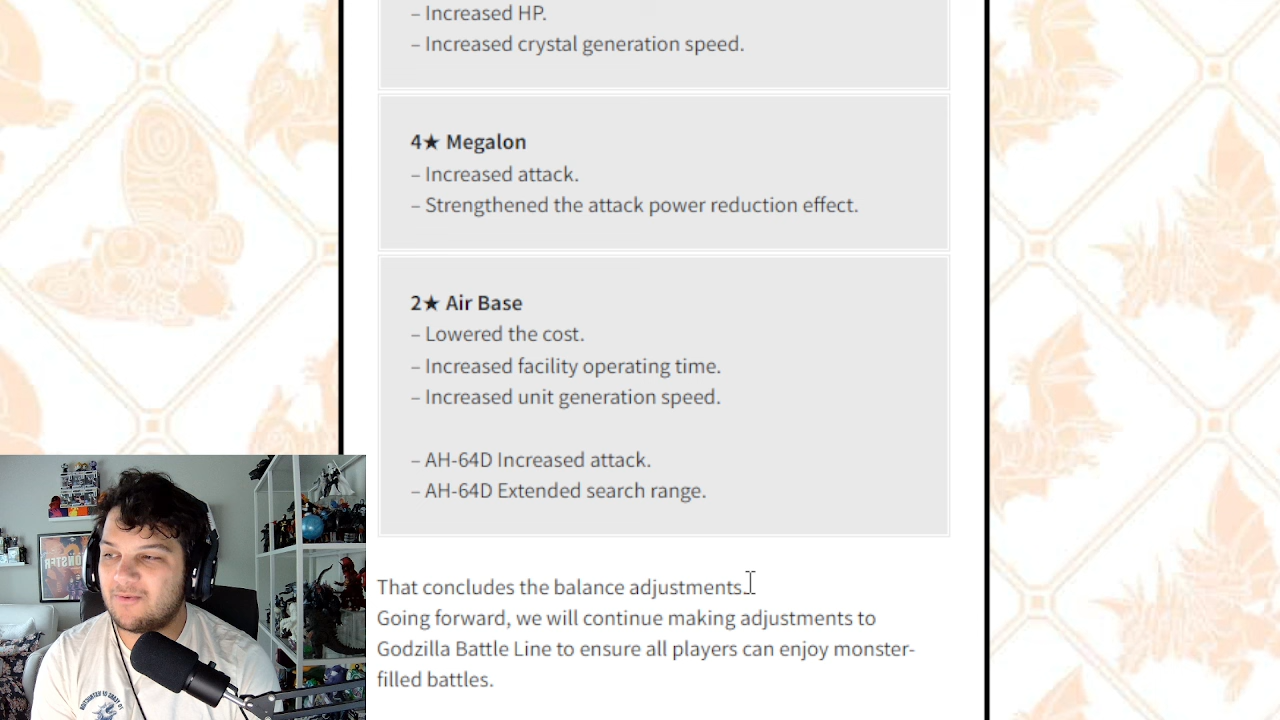 – Increased HP.
– Increased crystal generation speed.
4★ Megalon
– Increased attack.
– Strengthened the attack power reduction effect.
2★ Air Base
– Lowered the cost.
– Increased facility operating time.
– Increased unit generation speed.
– AH-64D Increased attack.
– AH-64D Extended search range.
That concludes the balance adjustments.
Going forward, we will continue making adjustments to
Godzilla Battle Line to ensure all players can enjoy monster-
filled battles.